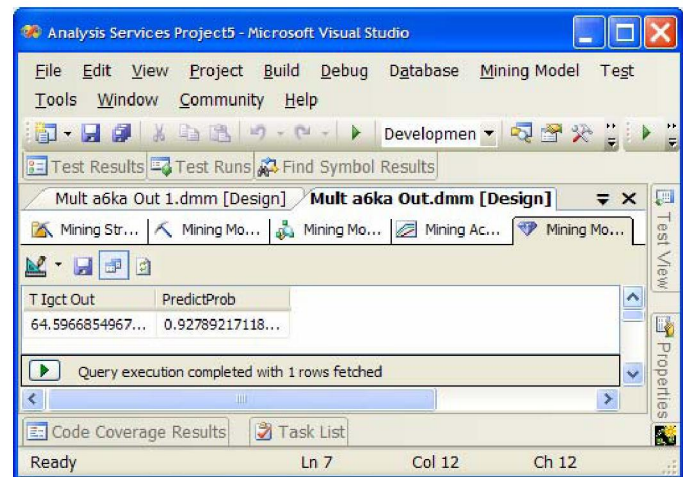 Analysis Services Project5 - Microsoft Visual Studio
File Edit View Project Build Debug Database Mining Model Test
Tools Window Community Help
Developmen
Test Results Test Runs Find Symbol Results
Mult a6ka Out 1.dmm [Design] Mult a6ka Out.dmm [Design]
Mining Str... Mining Mo... Mining Mo... Mining Ac... Mining Mo...
T Igct Out PredictProb
64.5966854967... 0.92789217118...
Query execution completed with 1 rows fetched
Code Coverage Results Task List
Ready Ln 7 Col 12 Ch 12
Test View
Properties